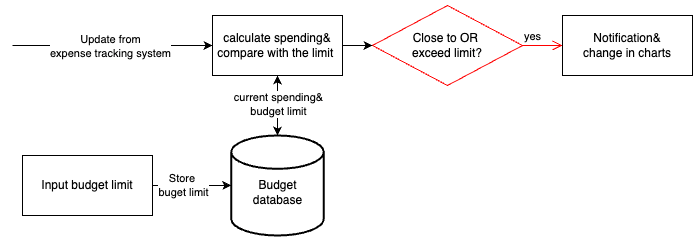 Update from
expense tracking system
calculate spending&
compare with the limit
Close to OR
exceed limit?
yes
Notification&
change in charts
current spending&
budget limit
Input budget limit
Store
buget limit
Budget
database